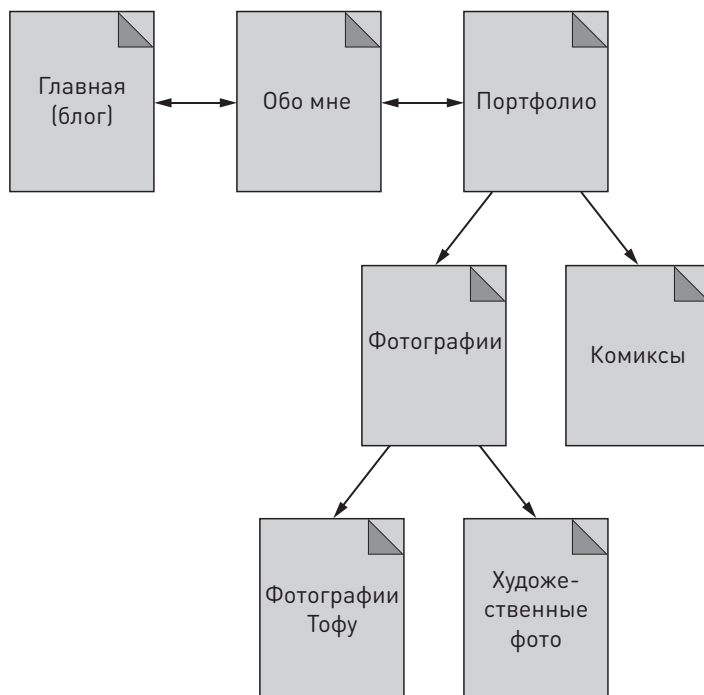 Главная
(блог)
Обо мне
Портфолио
Фотографии
Комиксы
Фотографии
Тофу
Художе-
ственные
фото